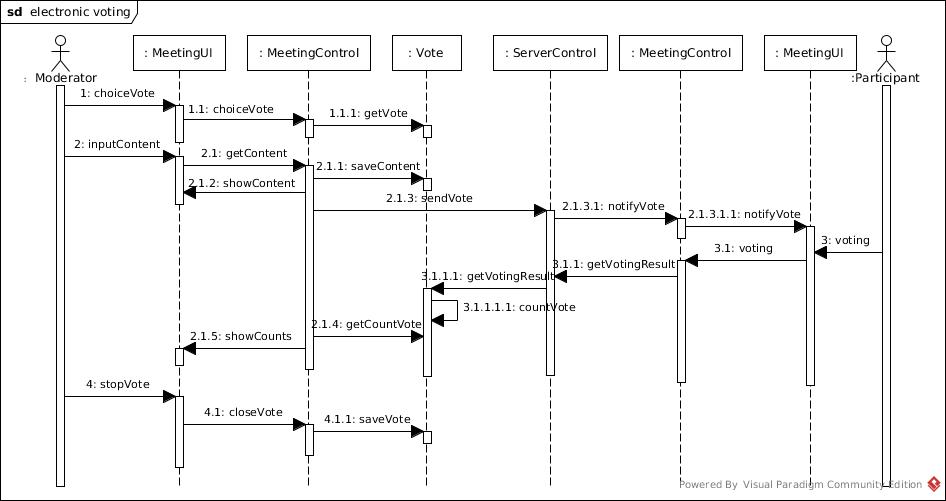 sd electronic voting
: MeetingUI
: MeetingControl
: Vote
: ServerControl
: MeetingControl
: MeetingUI
: Moderator
:Participant
1: choiceVote
1.1: choiceVote
1.1.1: getVote
2: inputContent
2.1: getContent
2.1.1: saveContent
2.1.2: showContent
2.1.3: sendVote
2.1.3.1: notifyVote
2.1.3.1.1: notifyVote
3: voting
3.1: voting
3.1.1: getVotingResult
3.1.1.1: getVotingResult
3.1.1.1.1: countVote
2.1.4: getCountVote
2.1.5: showCounts
4: stopVote
4.1: closeVote
4.1.1: saveVote
Powered By Visual Paradigm Community Edition